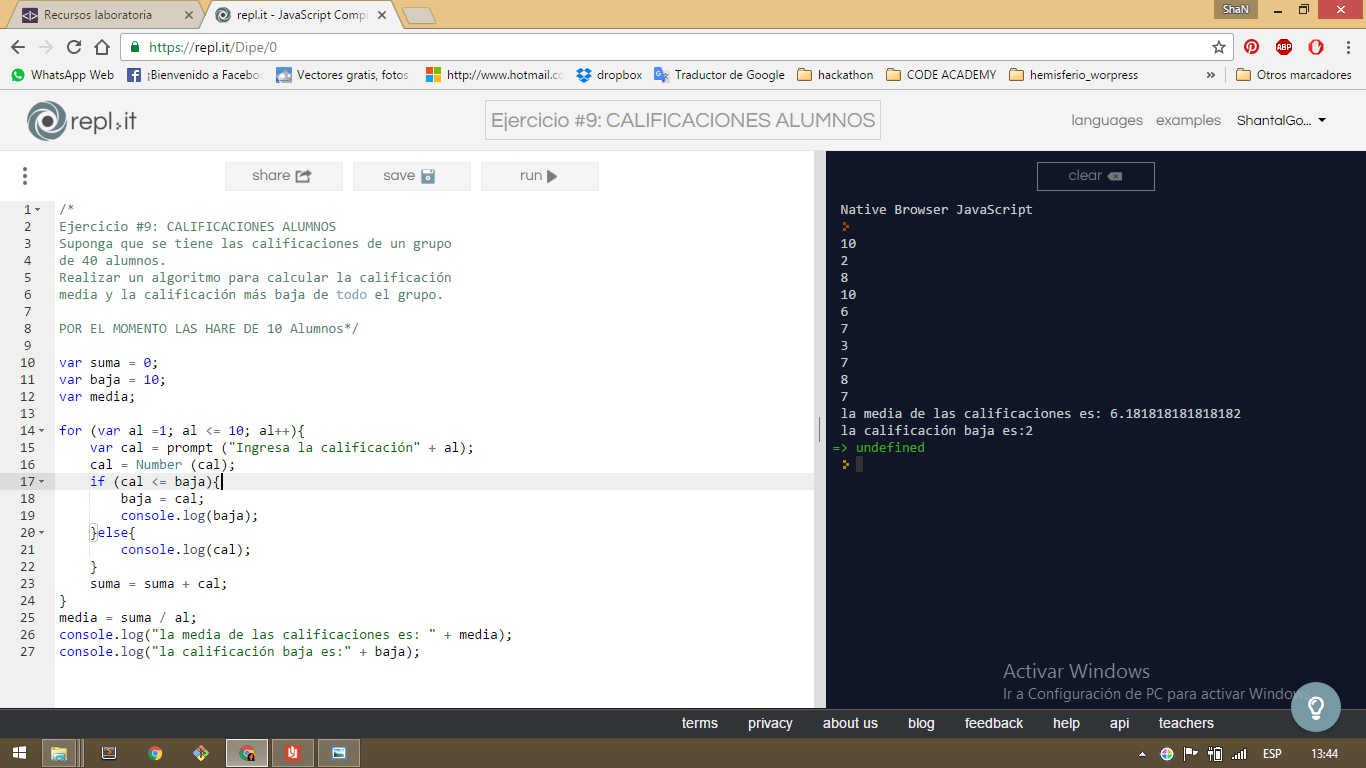 Recursos laboratoria
repl.it - JavaScript Compi
ShaN
https://repl.it/Dipe/0
ABP
WhatsApp Web
¡Bienvenido a Facebo
Vectores gratis, fotos
http://www.hotmail.cc
dropbox
Traductor de Google
hackathon
CODE ACADEMY
hemisferio_worpress
»
Otros marcadores
repl.it
Ejercicio #9: CALIFICACIONES ALUMNOS
languages
examples
ShantalGo...
share
save
run
clear
1 /*
2 Ejercicio #9: CALIFICACIONES ALUMNOS
3 Suponga que se tiene las calificaciones de un grupo
4 de 40 alumnos.
5 Realizar un algoritmo para calcular la calificación
6 media y la calificación más baja de todo el grupo.
7
8 POR EL MOMENTO LAS HARE DE 10 Alumnos*/
9
10 var suma = 0;
11 var baja = 10;
12 var media;
13
14 for (var al =1; al <= 10; al++){
15 var cal = prompt ("Ingresa la calificación" + al);
16 cal = Number (cal);
17 if (cal <= baja){
18 baja = cal;
19 console.log(baja);
20 }else{
21 console.log(cal);
22 }
23 suma = suma + cal;
24 }
25 media = suma / al;
26 console.log("la media de las calificaciones es: " + media);
27 console.log("la calificación baja es:" + baja);
Native Browser JavaScript
10
2
8
10
6
7
3
7
8
7
la media de las calificaciones es: 6.181818181818182
la calificación baja es:2
=> undefined
Activar Windows
Ir a Configuración de PC para activar Windows.
terms
privacy
about us
blog
feedback
help
api
teachers
ESP
13:44